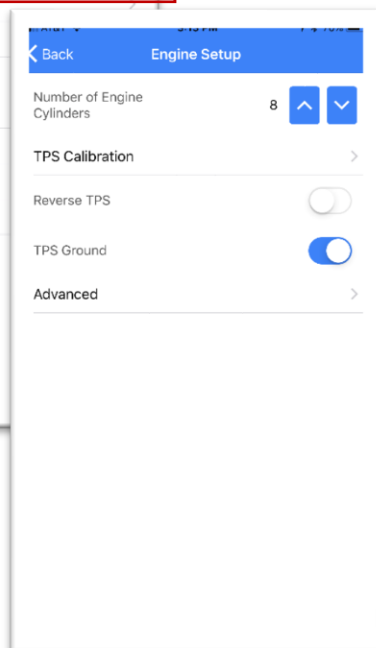 Back Engine Setup
Number of Engine
Cylinders
8
TPS Calibration
Reverse TPS
TPS Ground
Advanced